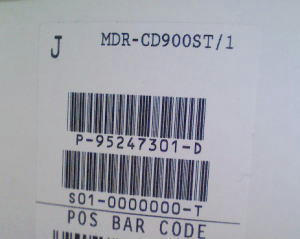 J MDR-CD900ST/1
P-95247301-D
S01-0000000-T
POS BAR CODE